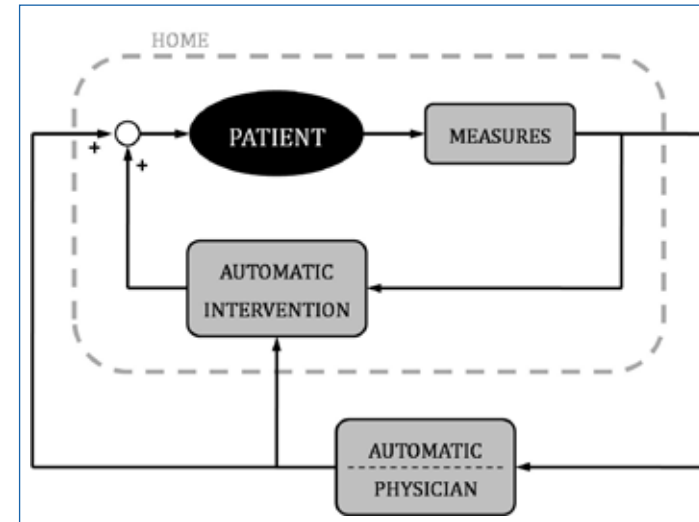 HOME
PATIENT
MEASURES
+
+
AUTOMATIC
INTERVENTION
AUTOMATIC
PHYSICIAN